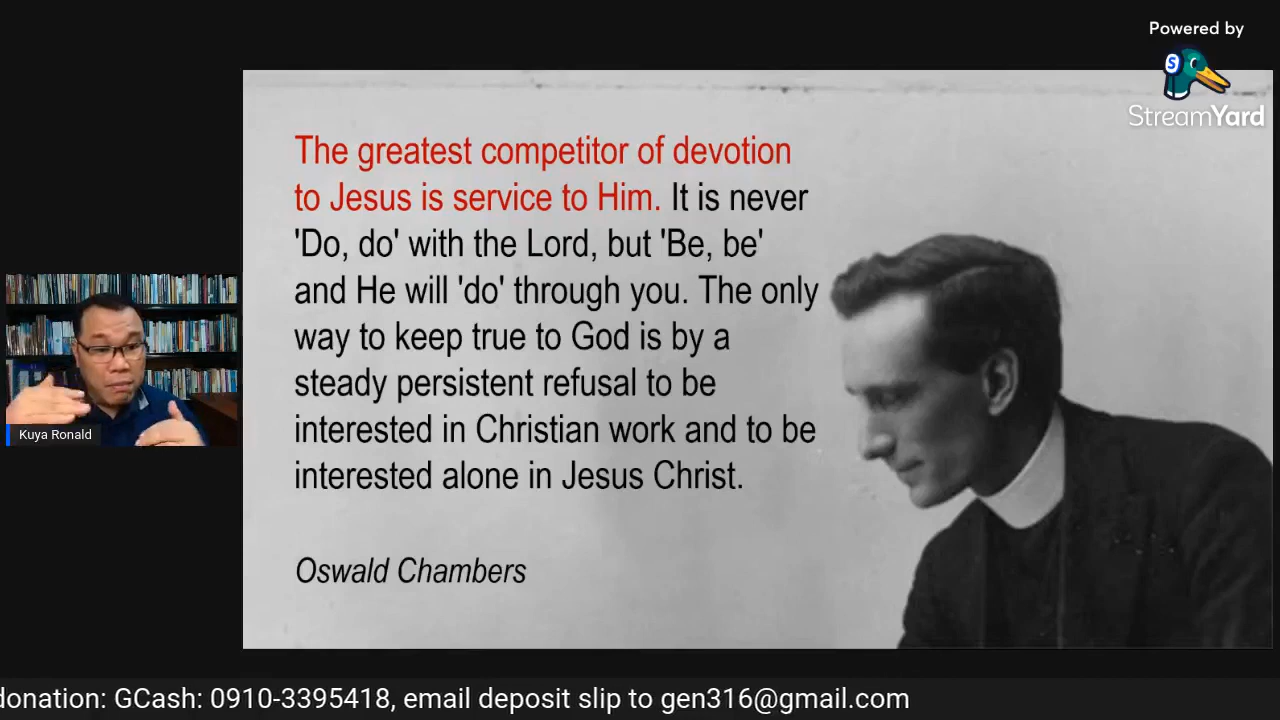 Powered by
StreamYard
The greatest competitor of devotion
to Jesus is service to Him. It is never
'Do, do' with the Lord, but 'Be, be'
and He will 'do' through you. The only
way to keep true to God is by a
steady persistent refusal to be
interested in Christian work and to be
interested alone in Jesus Christ.
Oswald Chambers
Kuya Ronald
donation: GCash: 0910-3395418, email deposit slip to gen316@gmail.com